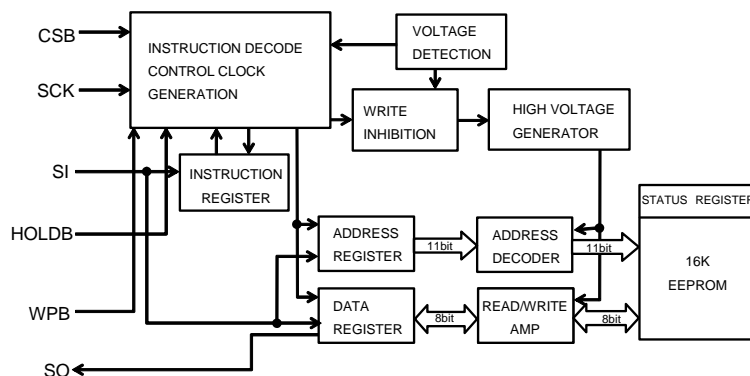 CSB
SCK
SI
HOLDB
WPB
SO
INSTRUCTION DECODE
CONTROL CLOCK
GENERATION
VOLTAGE
DETECTION
WRITE
INHIBITION
HIGH VOLTAGE
GENERATOR
INSTRUCTION
REGISTER
ADDRESS
REGISTER
11bit
ADDRESS
DECODER
11bit
DATA
REGISTER
8bit
READ/WRITE
AMP
8bit
STATUS REGISTER
16K
EEPROM